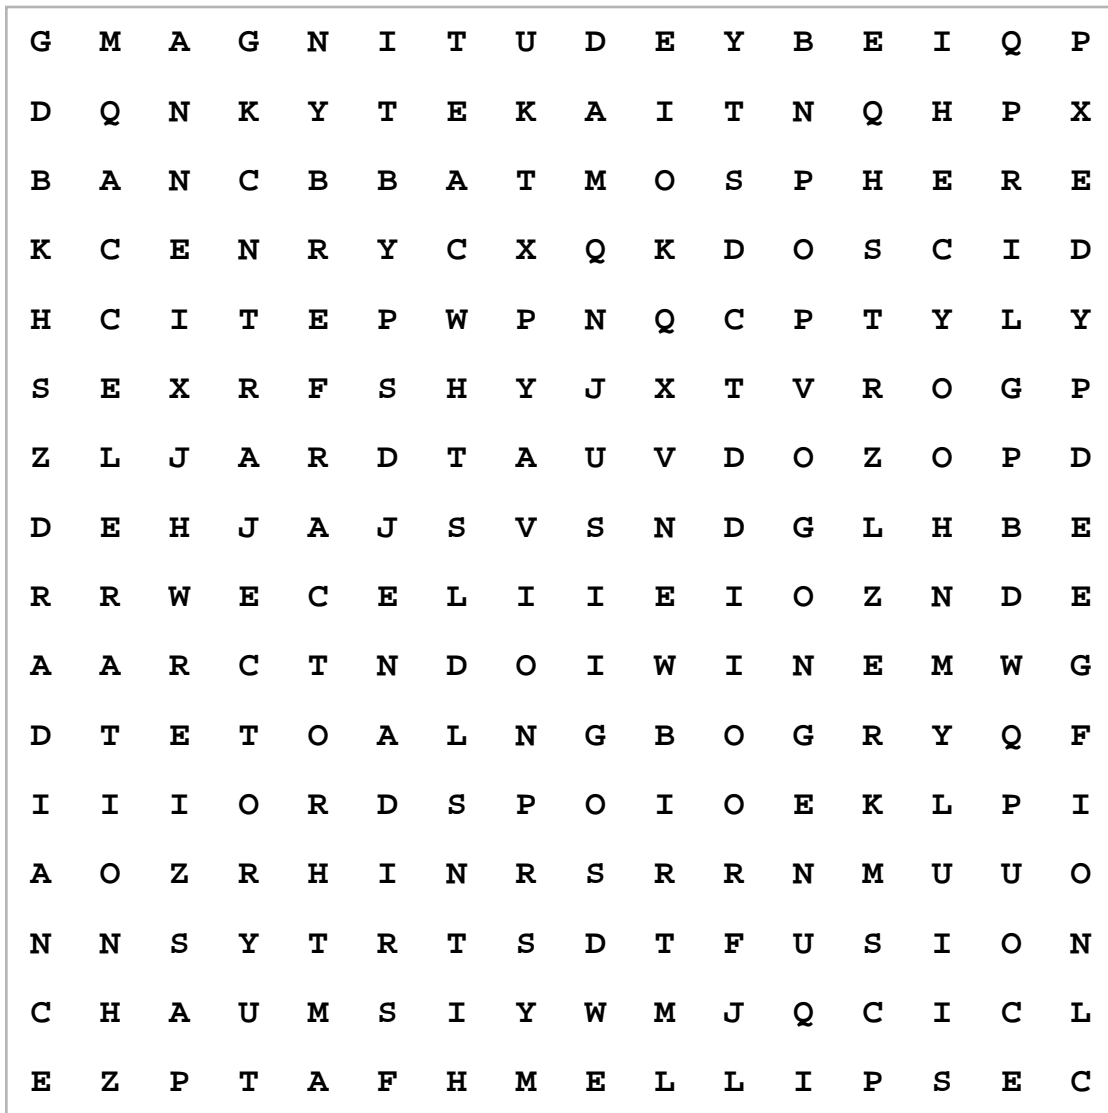 G M A G N I T U D E Y B E I Q P
D Q N K Y T E K A I T N Q H P X
B A N C B B A T M O S P H E R E
K C E N R Y C X Q K D O S C I D
H C I T E P W P N Q C P T Y L Y
S E X R F S H Y J X T V R O G P
Z L J A R D T A U V D O Z O P D
D E H J A J S V S N D G L H B E
R R W E C E L I I E I O Z N D E
A A R C T N D O I W I N E M W G
D T E T O A L N G B O G R Y Q F
I I I O R D S P O I O E K L P I
A O Z R H I N R S R R N M U U O
N N S Y T R T S D T F U S I O N
C H A U M S I Y W M J Q C I C L
E Z P T A F H M E L L I P S E C